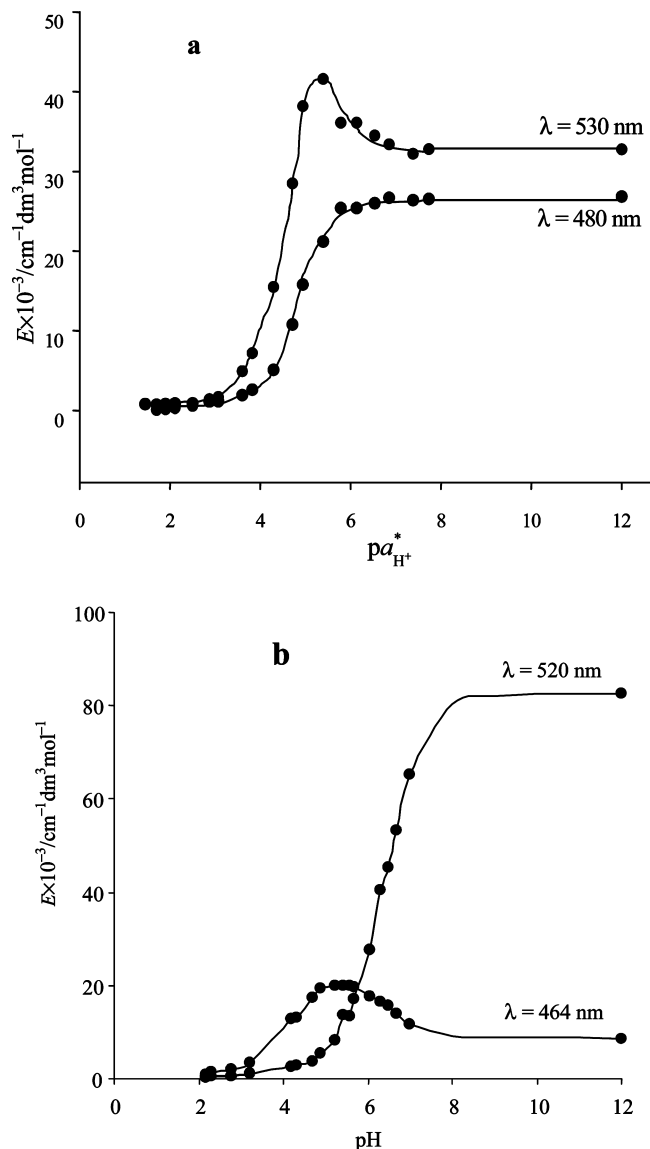 a
50
40
30
20
10
0
E×10⁻³/cm⁻¹dm³mol⁻¹
λ = 530 nm
λ = 480 nm
0 2 4 6 8 10 12
pa*H⁺
b
100
80
60
40
20
0
E×10⁻³/cm⁻¹dm³mol⁻¹
λ = 520 nm
λ = 464 nm
0 2 4 6 8 10 12
pH